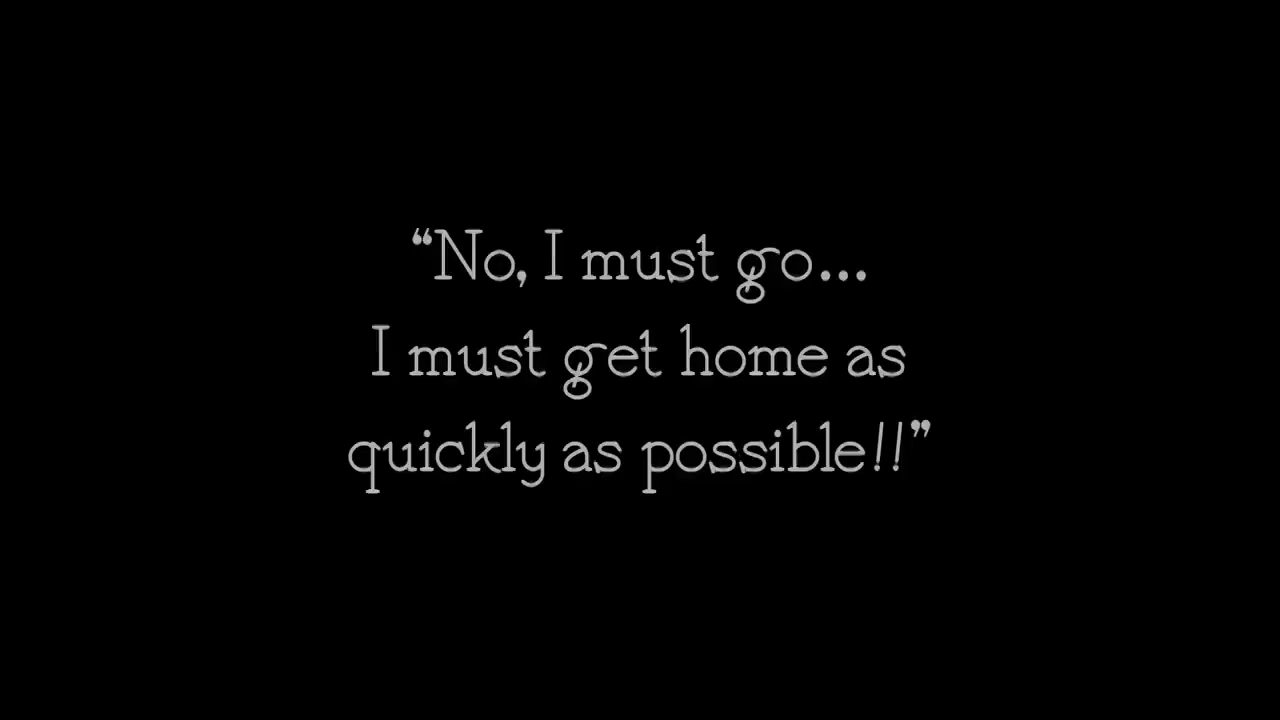 “No, I must go...
I must get home as
quickly as possible!!”